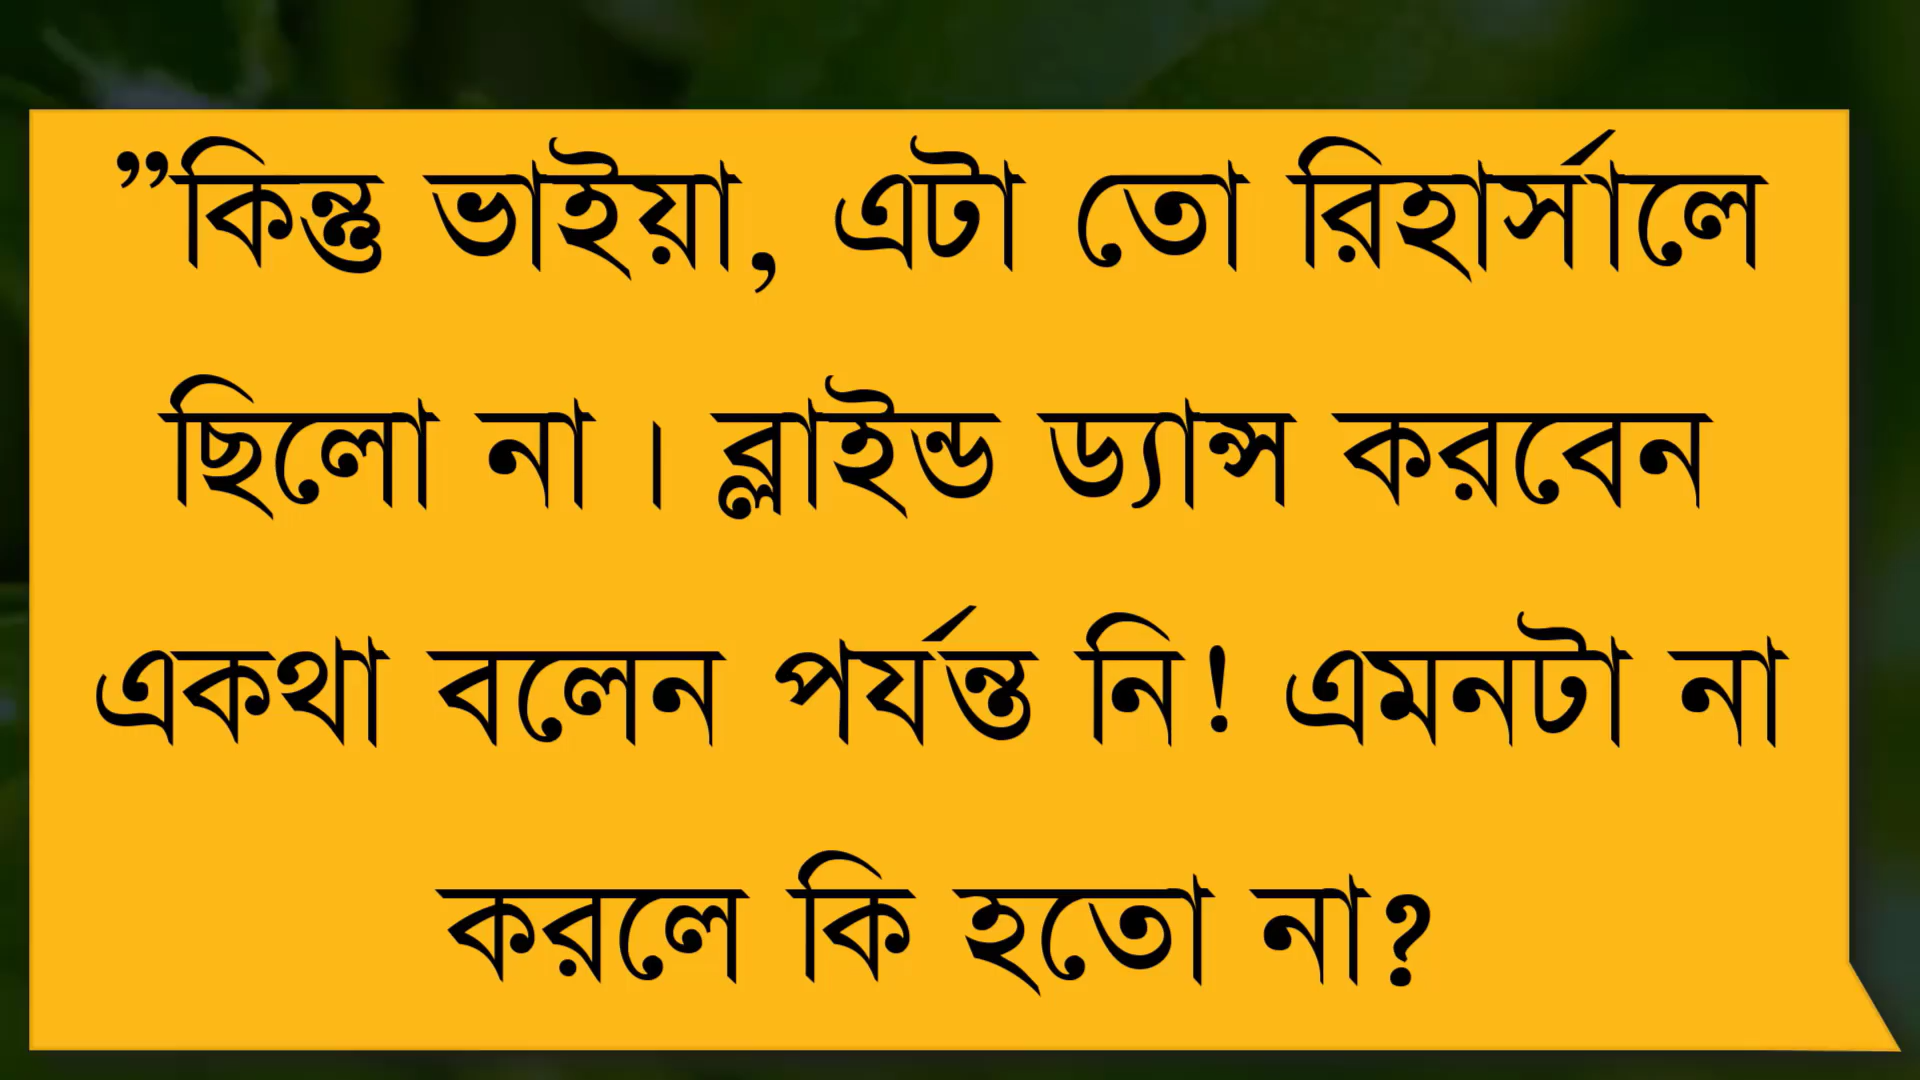 ”কিন্তু ভাইয়া, এটা তো রিহার্সালে
ছিলো না । ব্লাইন্ড ড্যান্স করবেন
একথা বলেন পর্যন্ত নি! এমনটা না
করলে কি হতো না?